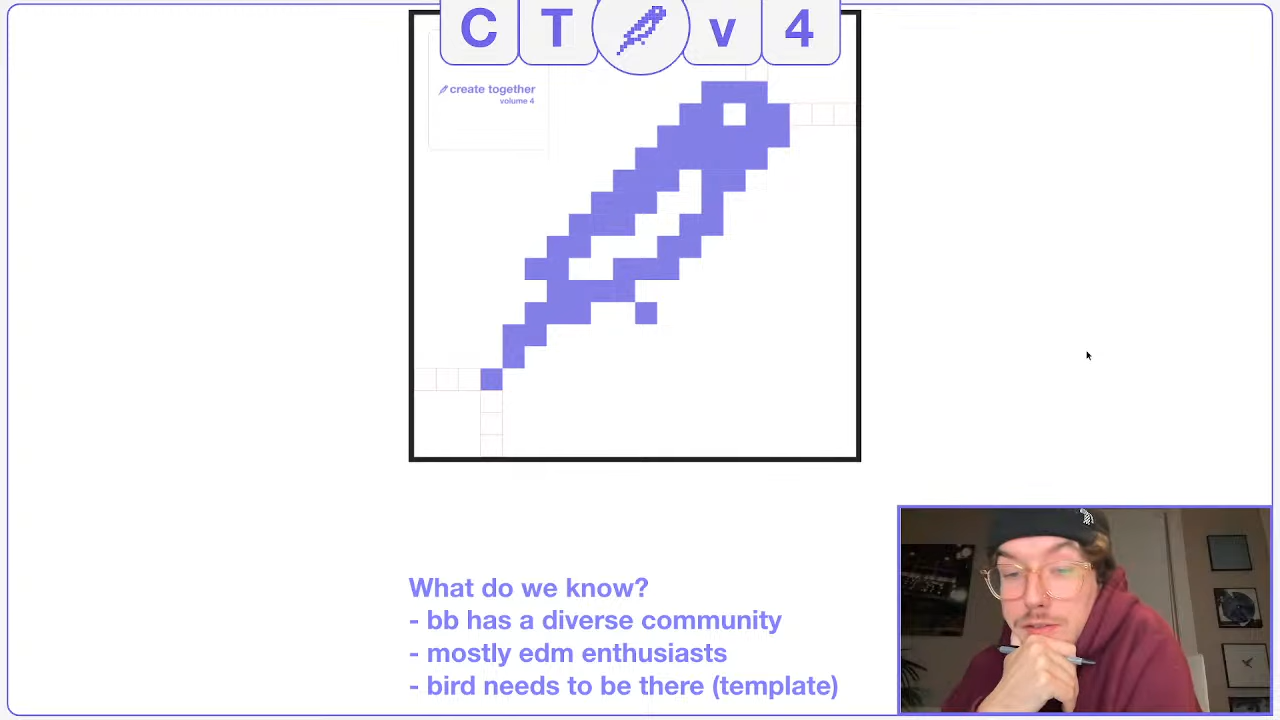 C T v 4
create together
volume 4
What do we know?
- bb has a diverse community
- mostly edm enthusiasts
- bird needs to be there (template)